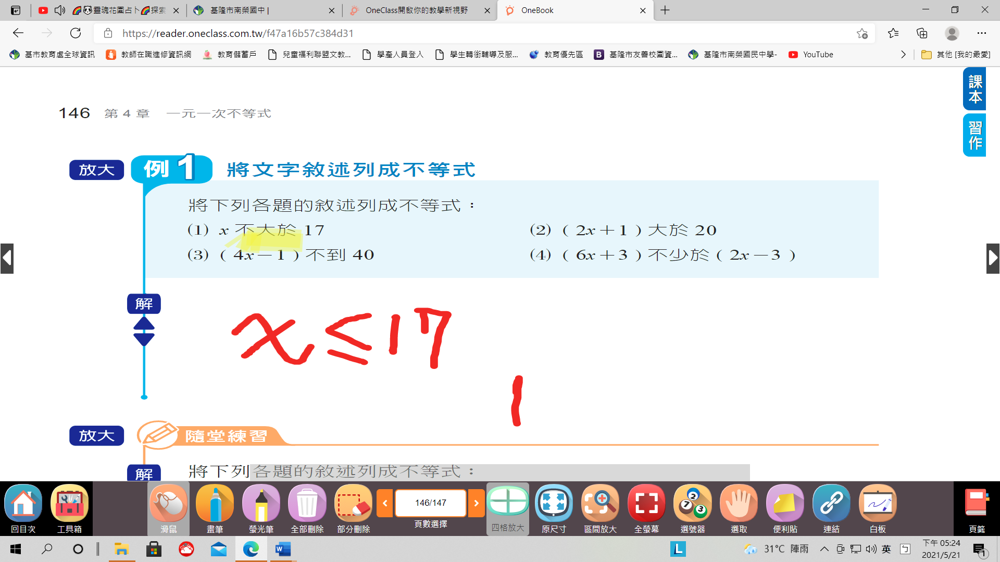 🌈🐼靈魂花園占卜🌈探索
基隆市南榮國中 |
OneClass開啟你的教學新視野
OneBook
https://reader.oneclass.com.tw/f47a16b57c384d31
基市教育處全球資訊
教師在職進修資訊網
教育儲蓄戶
兒童福利聯盟文教...
學產人員登入
學生轉銜輔導及服...
教育優先區
B
基隆市友善校園資...
基隆市南榮國民中學-
YouTube
其他 [我的最愛]
課本
習作
146 第 4 章 一元一次不等式
放大 例 1 將文字敘述列成不等式
將下列各題的敘述列成不等式：
(1) x 不大於 17
(2) ( 2x＋1 ) 大於 20
(3) ( 4x－1 ) 不到 40
(4) ( 6x＋3 ) 不少於 ( 2x－3 )
解
x≤17
1
放大 隨堂練習
解 將下列各題的敘述列成不等式：
146/147
回目次
工具箱
滑鼠
畫筆
螢光筆
全部刪除
部分刪除
頁數選擇
四格放大
原尺寸
區間放大
全螢幕
選號器
選取
便利貼
連結
白板
頁籤
L
31°C 陣雨
英
下午 05:24
2021/5/21
1